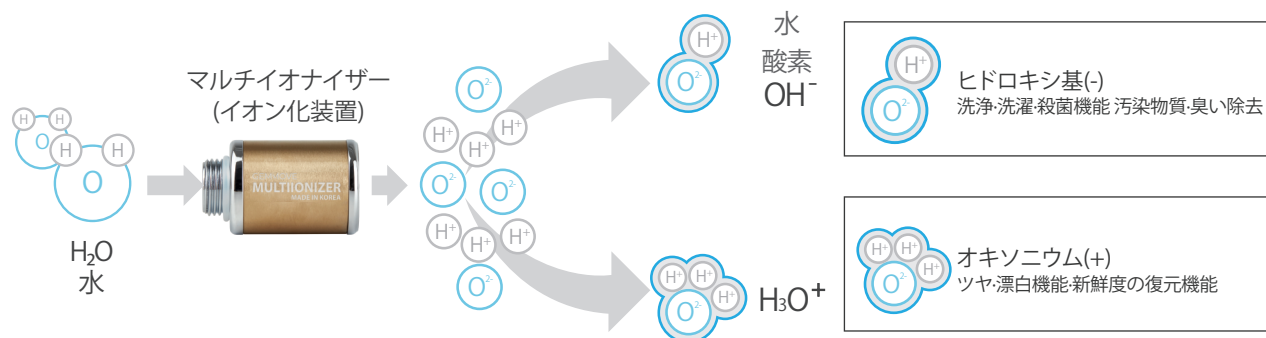 マルチイオナイザー
(イオン化装置)
H H
O
H H
O
H₂O
水
MULTIIONIZER
MADE IN KOREA
O²⁻
H⁺ H⁺
H⁺
O²⁻ O²⁻
H⁺ H⁺
H⁺
O²⁻
H⁺
O²⁻
水
酸素
OH⁻
H⁺ H⁺
H⁺
O²⁻
H₃O⁺
H⁺
O²⁻
ヒドロキシ基(-)
洗浄·洗濯·殺菌機能 汚染物質·臭い除去
H⁺ H⁺
H⁺
O²⁻
オキソニウム(+)
ツヤ·漂白機能·新鮮度の復元機能